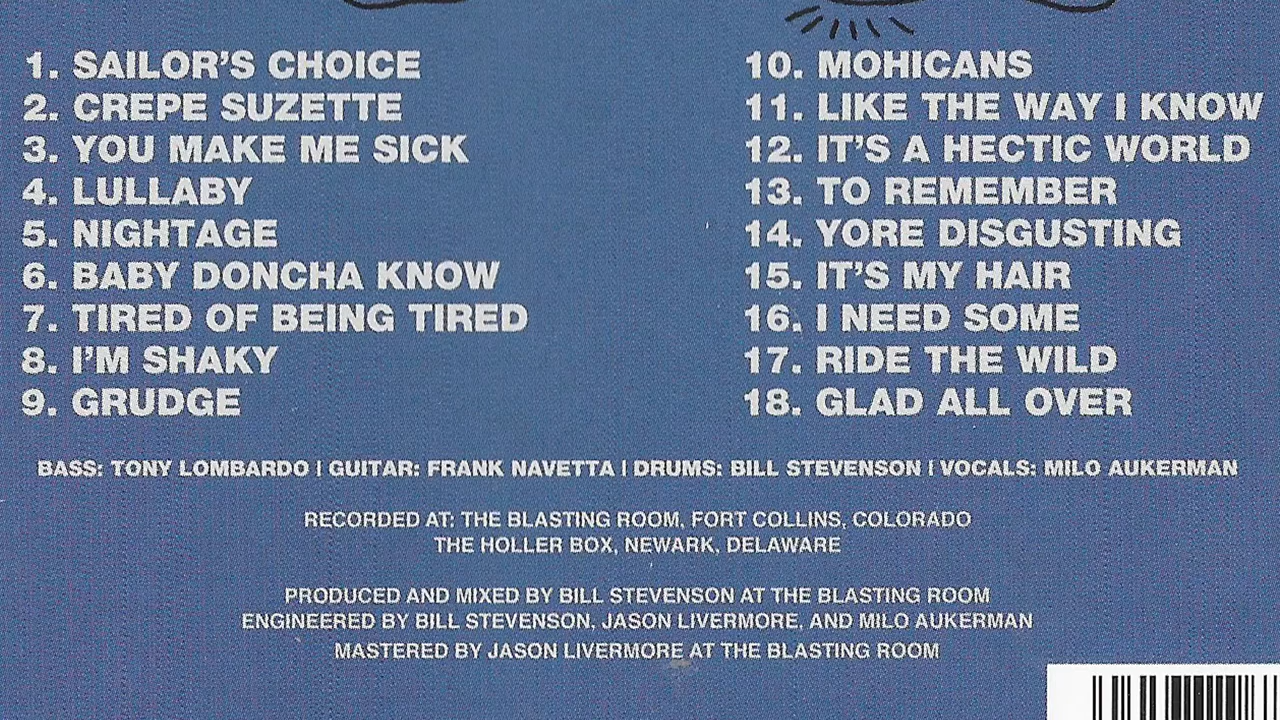 1. SAILOR'S CHOICE
2. CREPE SUZETTE
3. YOU MAKE ME SICK
4. LULLABY
5. NIGHTAGE
6. BABY DONCHA KNOW
7. TIRED OF BEING TIRED
8. I'M SHAKY
9. GRUDGE
10. MOHICANS
11. LIKE THE WAY I KNOW
12. IT'S A HECTIC WORLD
13. TO REMEMBER
14. YORE DISGUSTING
15. IT'S MY HAIR
16. I NEED SOME
17. RIDE THE WILD
18. GLAD ALL OVER
BASS: TONY LOMBARDO | GUITAR: FRANK NAVETTA | DRUMS: BILL STEVENSON | VOCALS: MILO AUKERMAN
RECORDED AT: THE BLASTING ROOM, FORT COLLINS, COLORADO
THE HOLLER BOX, NEWARK, DELAWARE
PRODUCED AND MIXED BY BILL STEVENSON AT THE BLASTING ROOM
ENGINEERED BY BILL STEVENSON, JASON LIVERMORE, AND MILO AUKERMAN
MASTERED BY JASON LIVERMORE AT THE BLASTING ROOM